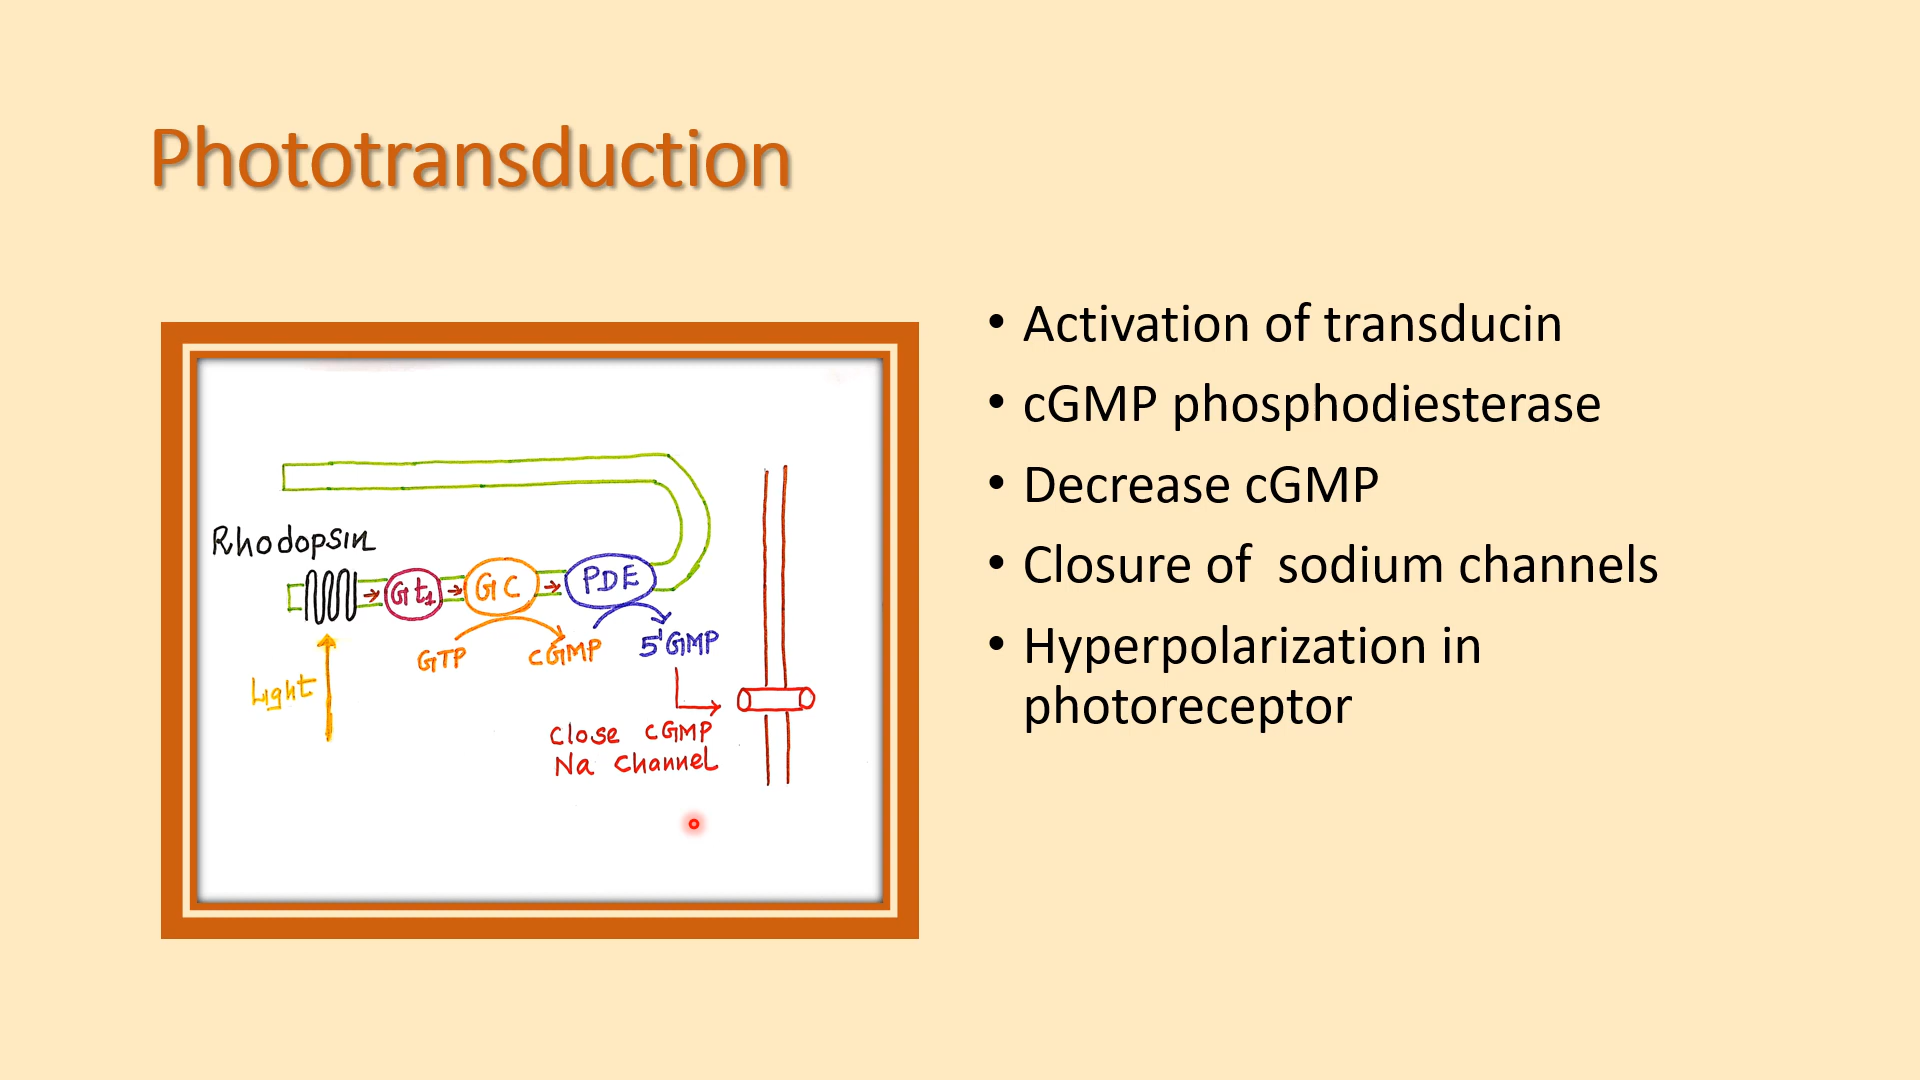 Phototransduction
Rhodopsin
Gt1
GC
PDE
GTP
cGMP
5'GMP
Light
Close cGMP
Na Channel
• Activation of transducin
• cGMP phosphodiesterase
• Decrease cGMP
• Closure of  sodium channels
• Hyperpolarization in
photoreceptor